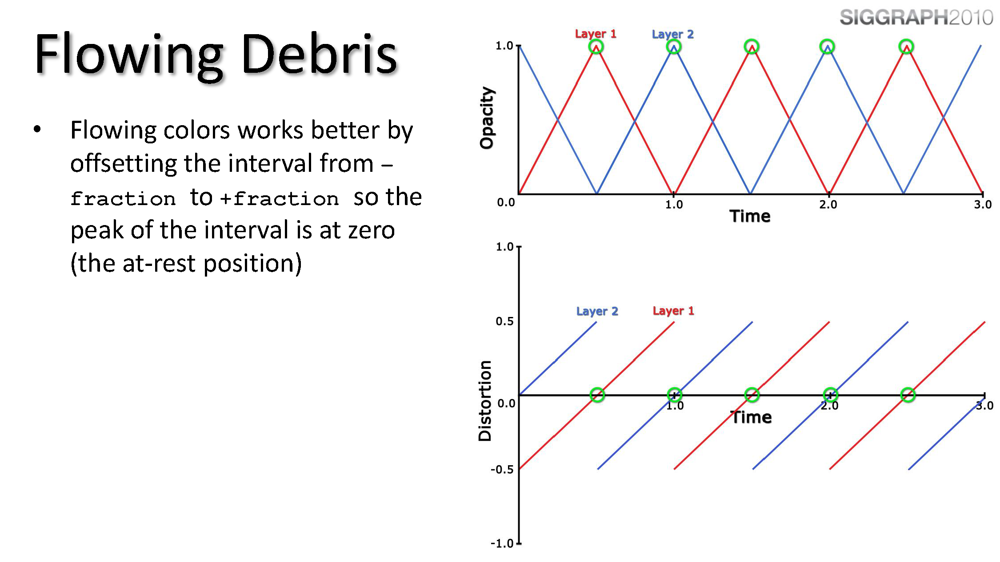 SIGGRAPH2010
Flowing Debris
• Flowing colors works better by
offsetting the interval from –
fraction to +fraction so the
peak of the interval is at zero
(the at-rest position)
Layer 1 Layer 2
1.0
Opacity
0.0 1.0 2.0 3.0
Time
1.0
Layer 2 Layer 1
0.5
Distortion
0.0 1.0 2.0 3.0
Time
-0.5
-1.0